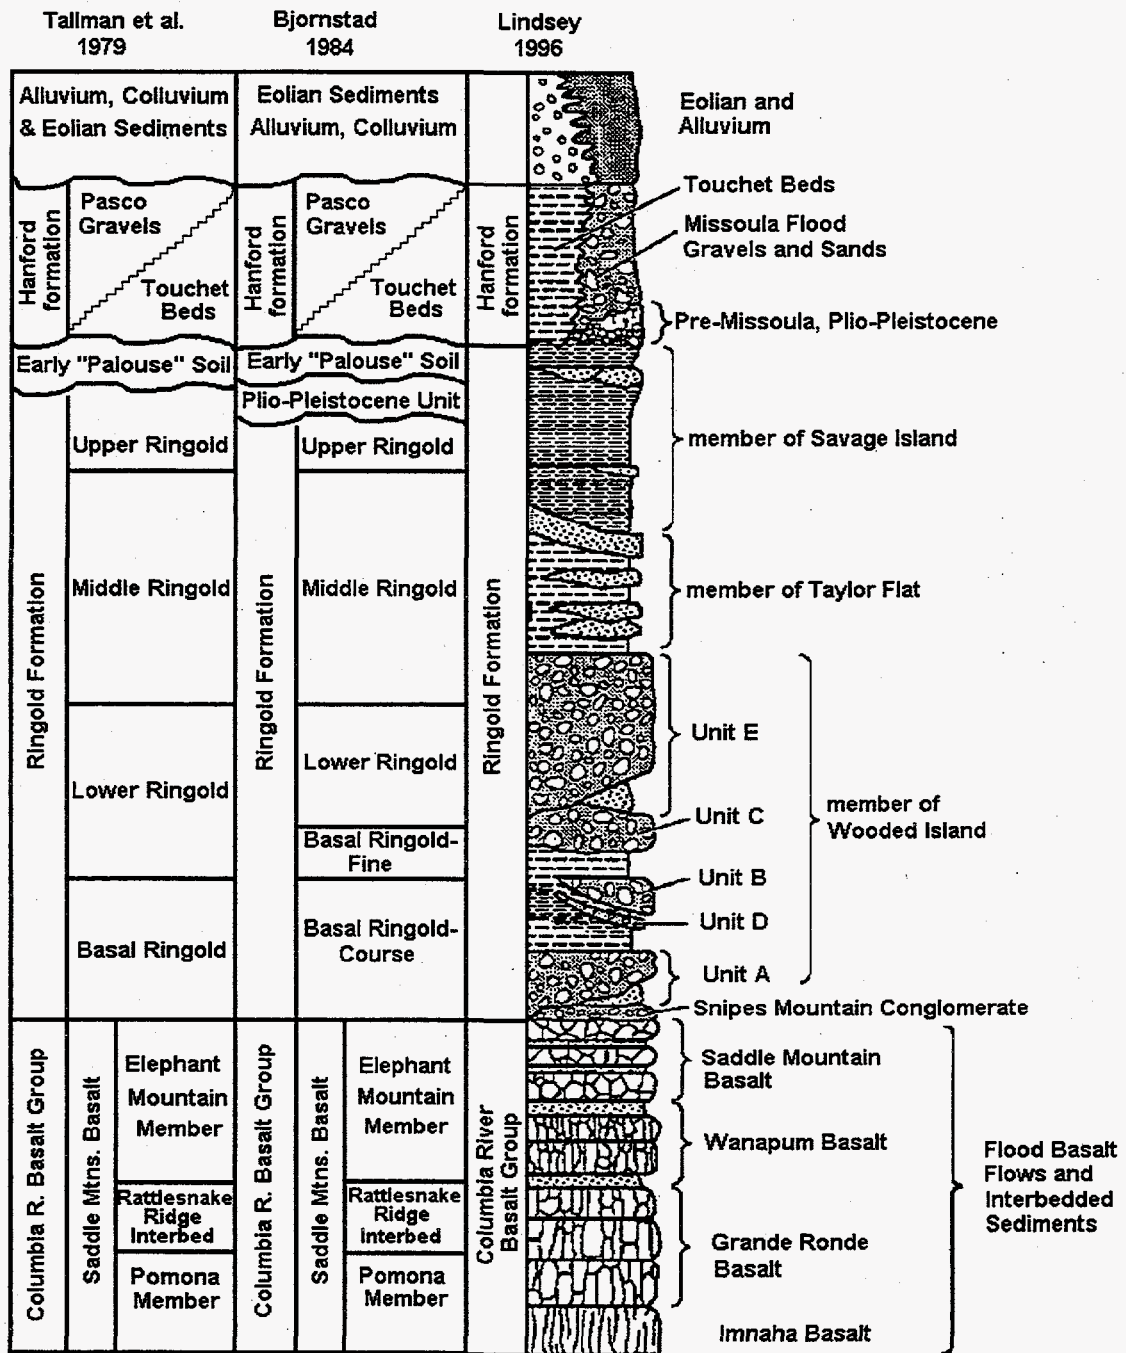 Tallman et al.
1979
Bjornstad
1984
Lindsey
1996
Alluvium, Colluvium
& Eolian Sediments
Eolian Sediments
Alluvium, Colluvium
Eolian and
Alluvium
Hanford
formation
Pasco
Gravels
Touchet
Beds
Hanford
formation
Pasco
Gravels
Touchet
Beds
Hanford
formation
Touchet Beds
Missoula Flood
Gravels and Sands
Pre-Missoula, Plio-Pleistocene
Early "Palouse" Soil
Early "Palouse" Soil
Plio-Pleistocene Unit
Ringold Formation
Upper Ringold
Middle Ringold
Lower Ringold
Basal Ringold
Ringold Formation
Upper Ringold
Middle Ringold
Lower Ringold
Basal Ringold-
Fine
Basal Ringold-
Course
Ringold Formation
member of Savage Island
member of Taylor Flat
Unit E
Unit C
Unit B
Unit D
Unit A
member of
Wooded Island
Snipes Mountain Conglomerate
Columbia R. Basalt Group
Saddle Mtns. Basalt
Elephant
Mountain
Member
Rattlesnake
Ridge
Interbed
Pomona
Member
Columbia R. Basalt Group
Saddle Mtns. Basalt
Elephant
Mountain
Member
Rattlesnake
Ridge
Interbed
Pomona
Member
Columbia River
Basalt Group
Saddle Mountain
Basalt
Wanapum Basalt
Grande Ronde
Basalt
Imnaha Basalt
Flood Basalt
Flows and
Interbedded
Sediments